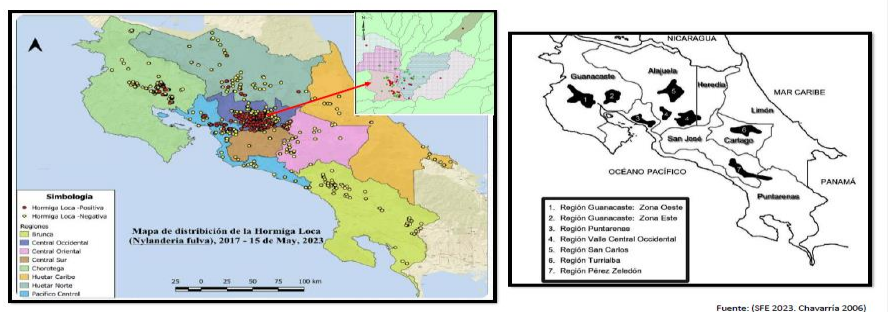 Simbología
Hormiga Loca -Positiva
Hormiga Loca -Negativa
Regiones
Brunca
Central Occidental
Central Oriental
Central Sur
Chorotega
Huetar Caribe
Huetar Norte
Pacífico Central
Mapa de distribición de la Hormiga Loca
(Nylanderia fulva), 2017 - 15 de May, 2023
25 0 25 50 75 100 km
NICARAGUA
Guanacaste
Alajuela
Heredia
MAR CARIBE
Limón
San José
Cartago
OCÉANO PACÍFICO
Puntarenas
PANAMÁ
1. Región Guanacaste: Zona Oeste
2. Región Guanacaste: Zona Este
3. Región Puntarenas
4. Región Valle Central Occidental
5. Región San Carlos
6. Región Turrialba
7. Región Pérez Zeledón
Fuente: (SFE 2023, Chavarría 2006)